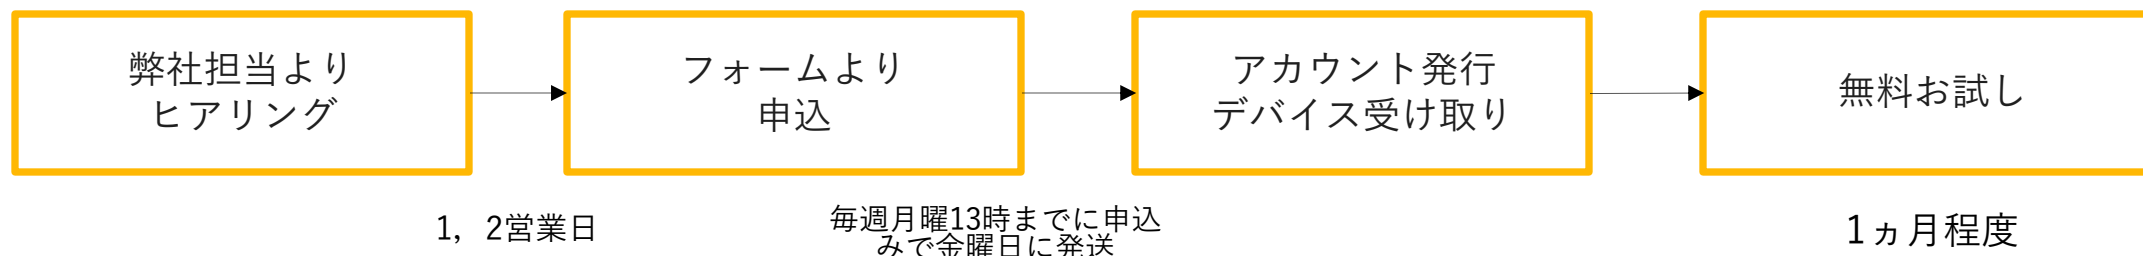 弊社担当より
ヒアリング
フォームより
申込
アカウント発行
デバイス受け取り
無料お試し
1，2営業日
毎週月曜13時までに申込
みで金曜日に発送
1ヵ月程度